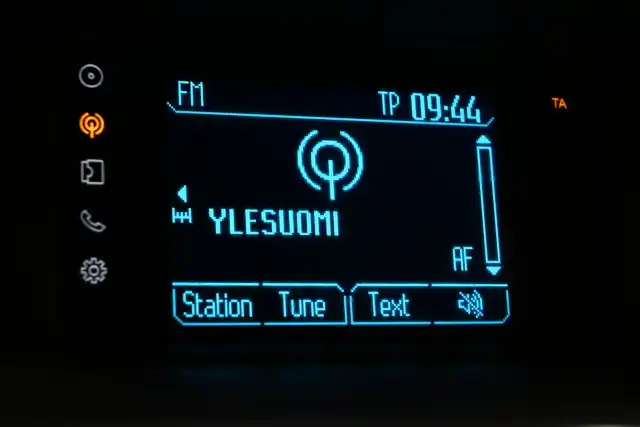 FM TP 09:44
TA
YLESUOMI
AF
Station Tune Text